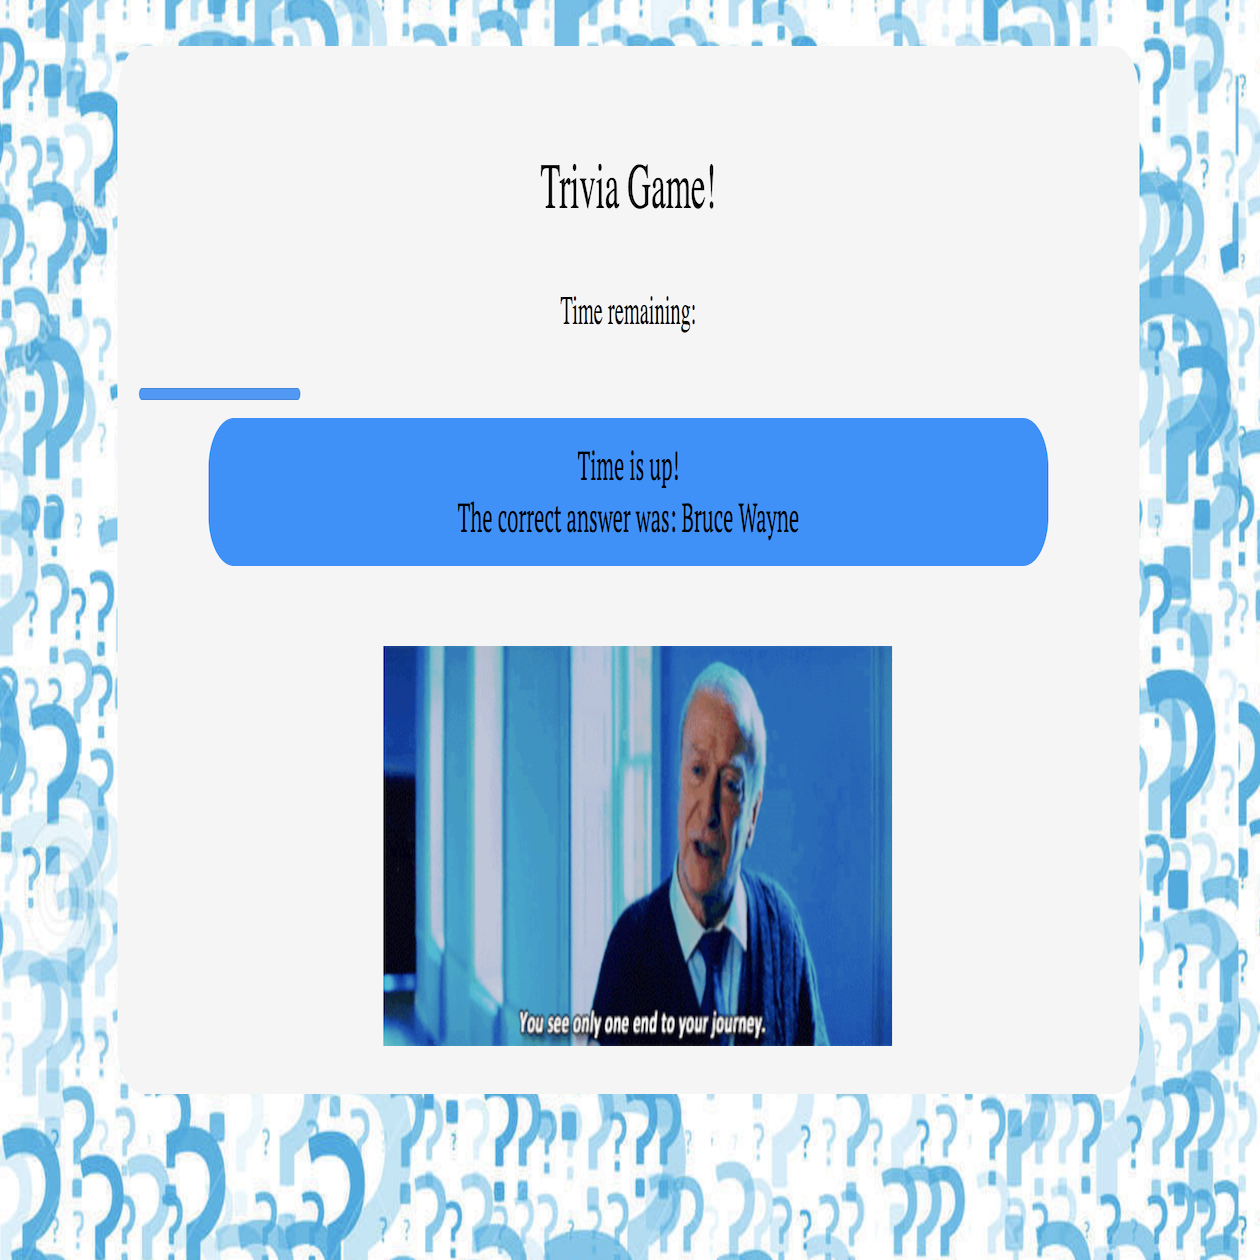 Trivia Game!
Time remaining:
Time is up!
The correct answer was: Bruce Wayne
You see only one end to your journey.